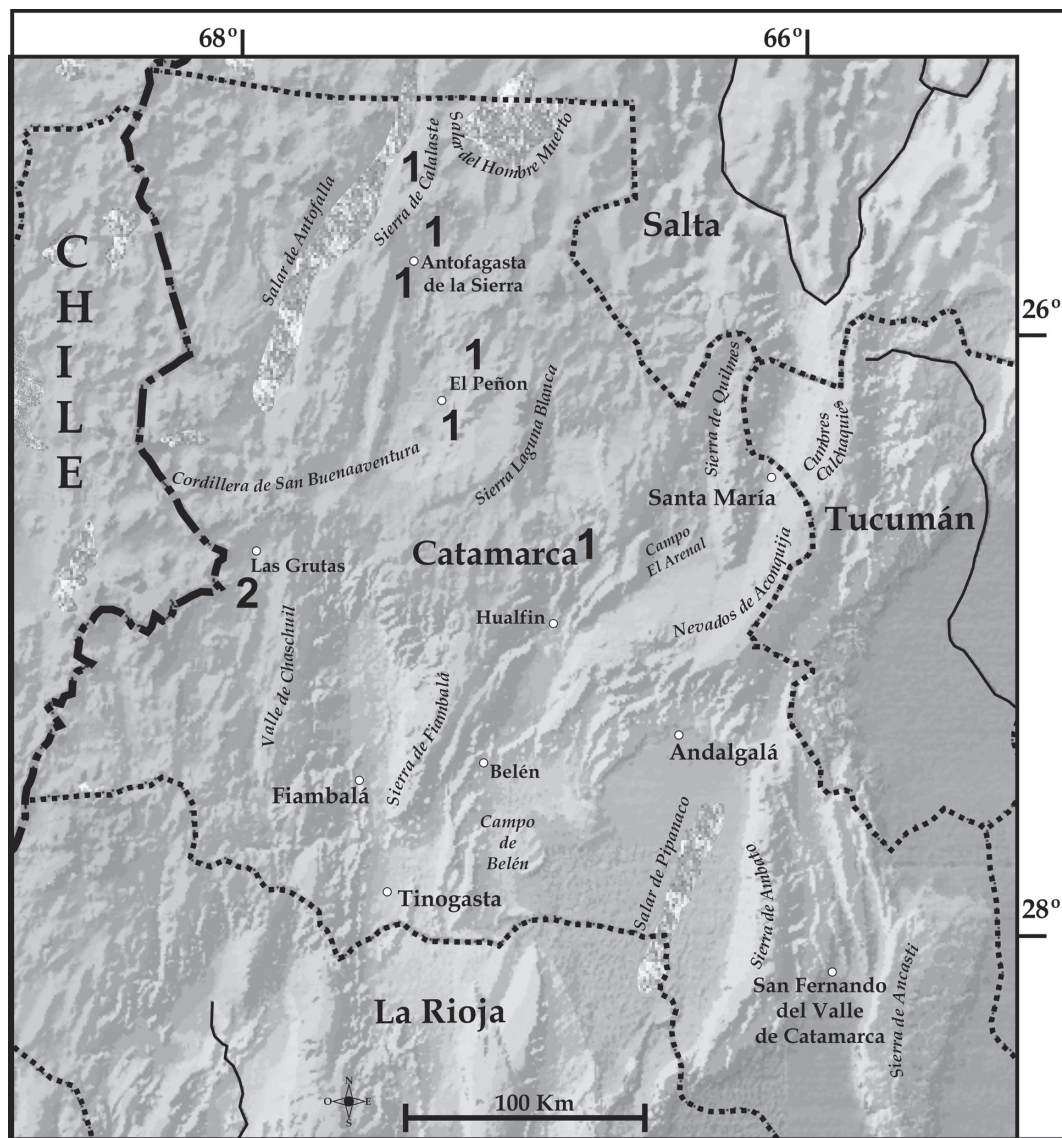 68º
66º
Salar
del Hombre Muerto
Sierra de Calalaste
1
Salar de Antofalla
Salta
1
CHILE
Antofagasta
de la Sierra
1
26º
1
El Peñon
1
Sierra Laguna Blanca
Sierra de Quilmes
Cumbres
Calchaquíes
Cordillera de San Buenaaventura
Santa María
Tucumán
Catamarca
1
Campo
El Arenal
Las Grutas
2
Nevados de Aconquija
Hualfin
Valle de Chaschuil
Sierra de Fiambalá
Andalgalá
Belén
Fiambalá
Campo
de
Belén
Salar de Pipanaco
Sierra de Ambato
Tinogasta
28º
San Fernando
del Valle
de Catamarca
Sierra de Ancasti
La Rioja
N
O E
S
100 Km